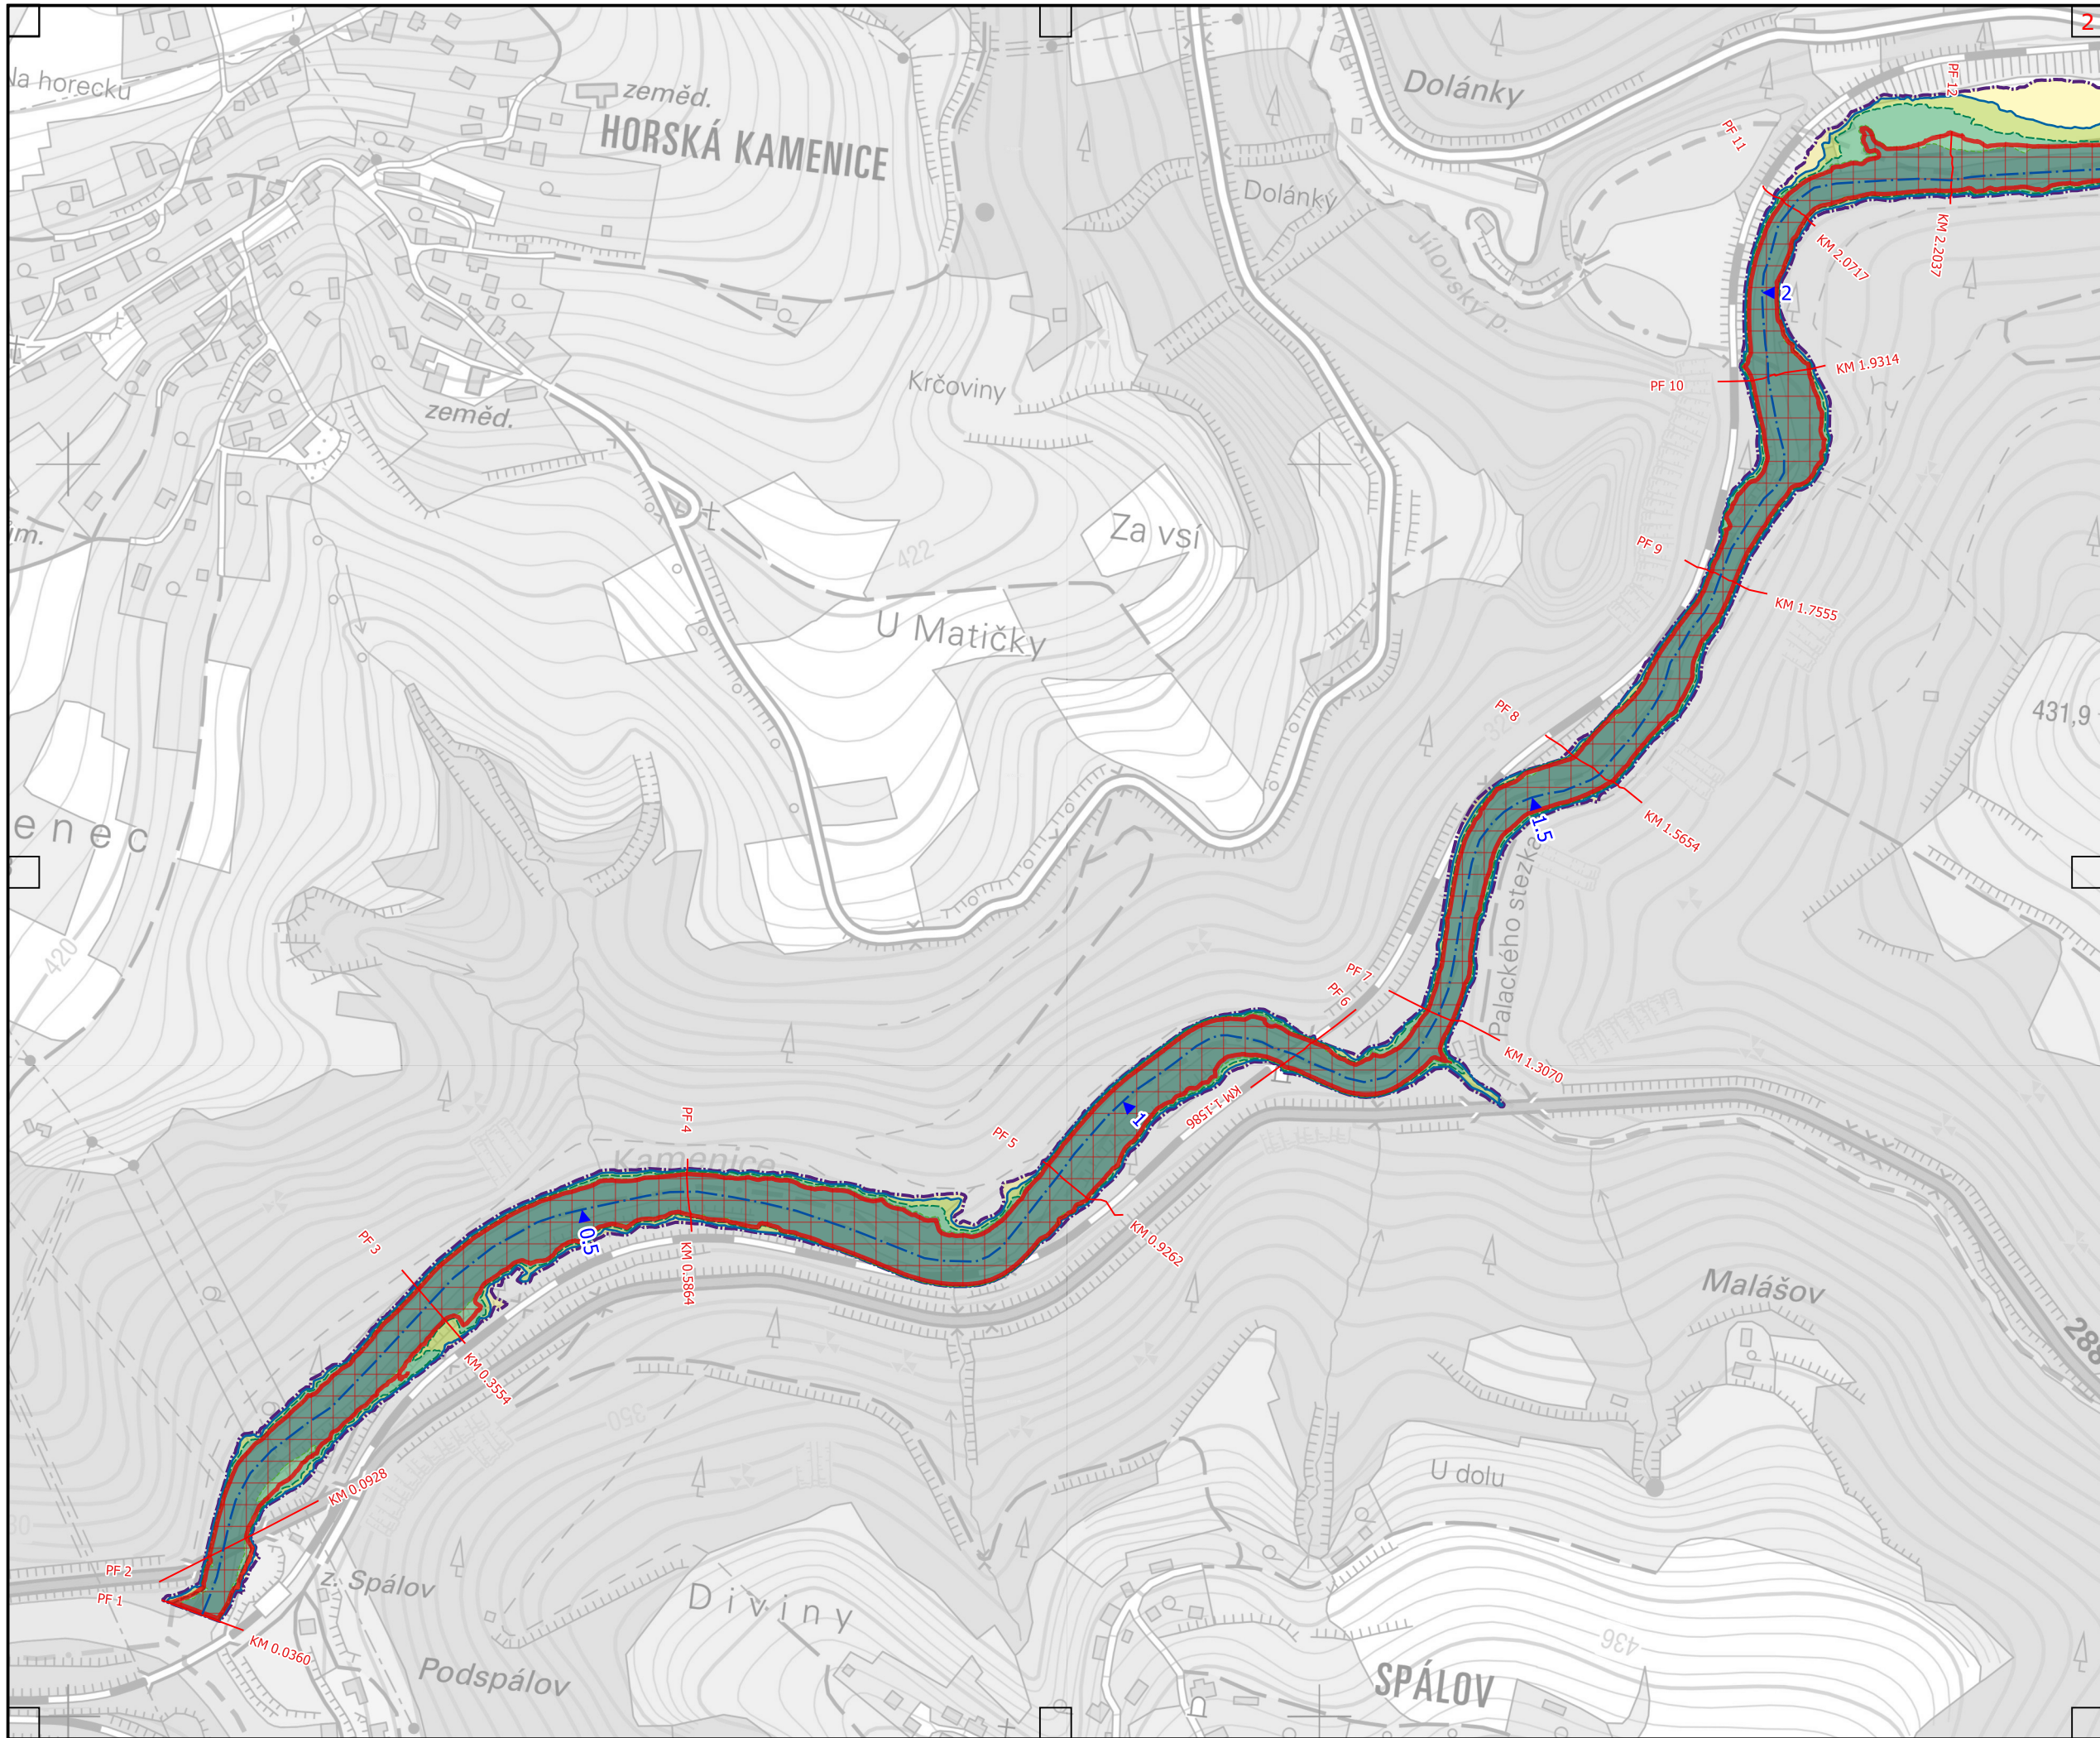 2
Na horecku
zeměd.
HORSKÁ KAMENICE
Dolánky
PF 12
PF 11
Dolánky
Jílovský p.
KM 2.0717
KM 2.2037
2
Krčoviny
PF 10
KM 1.9314
zeměd.
Za vsí
422
PF 9
KM 1.7555
U Matičky
PF 8
431,9
1.5
KM 1.5654
enec
Palackého stezka
420
PF 7
PF 6
KM 1.3070
KM 1.1586
1
PF 4
PF 5
Kamenice
PF 3
0.5
KM 0.5864
KM 0.9262
Malášov
KM 0.3554
288
350
U dolu
KM 0.0928
PF 2
PF 1
z. Spálov
Diviny
KM 0.0360
436
Podspálov
SPÁLOV